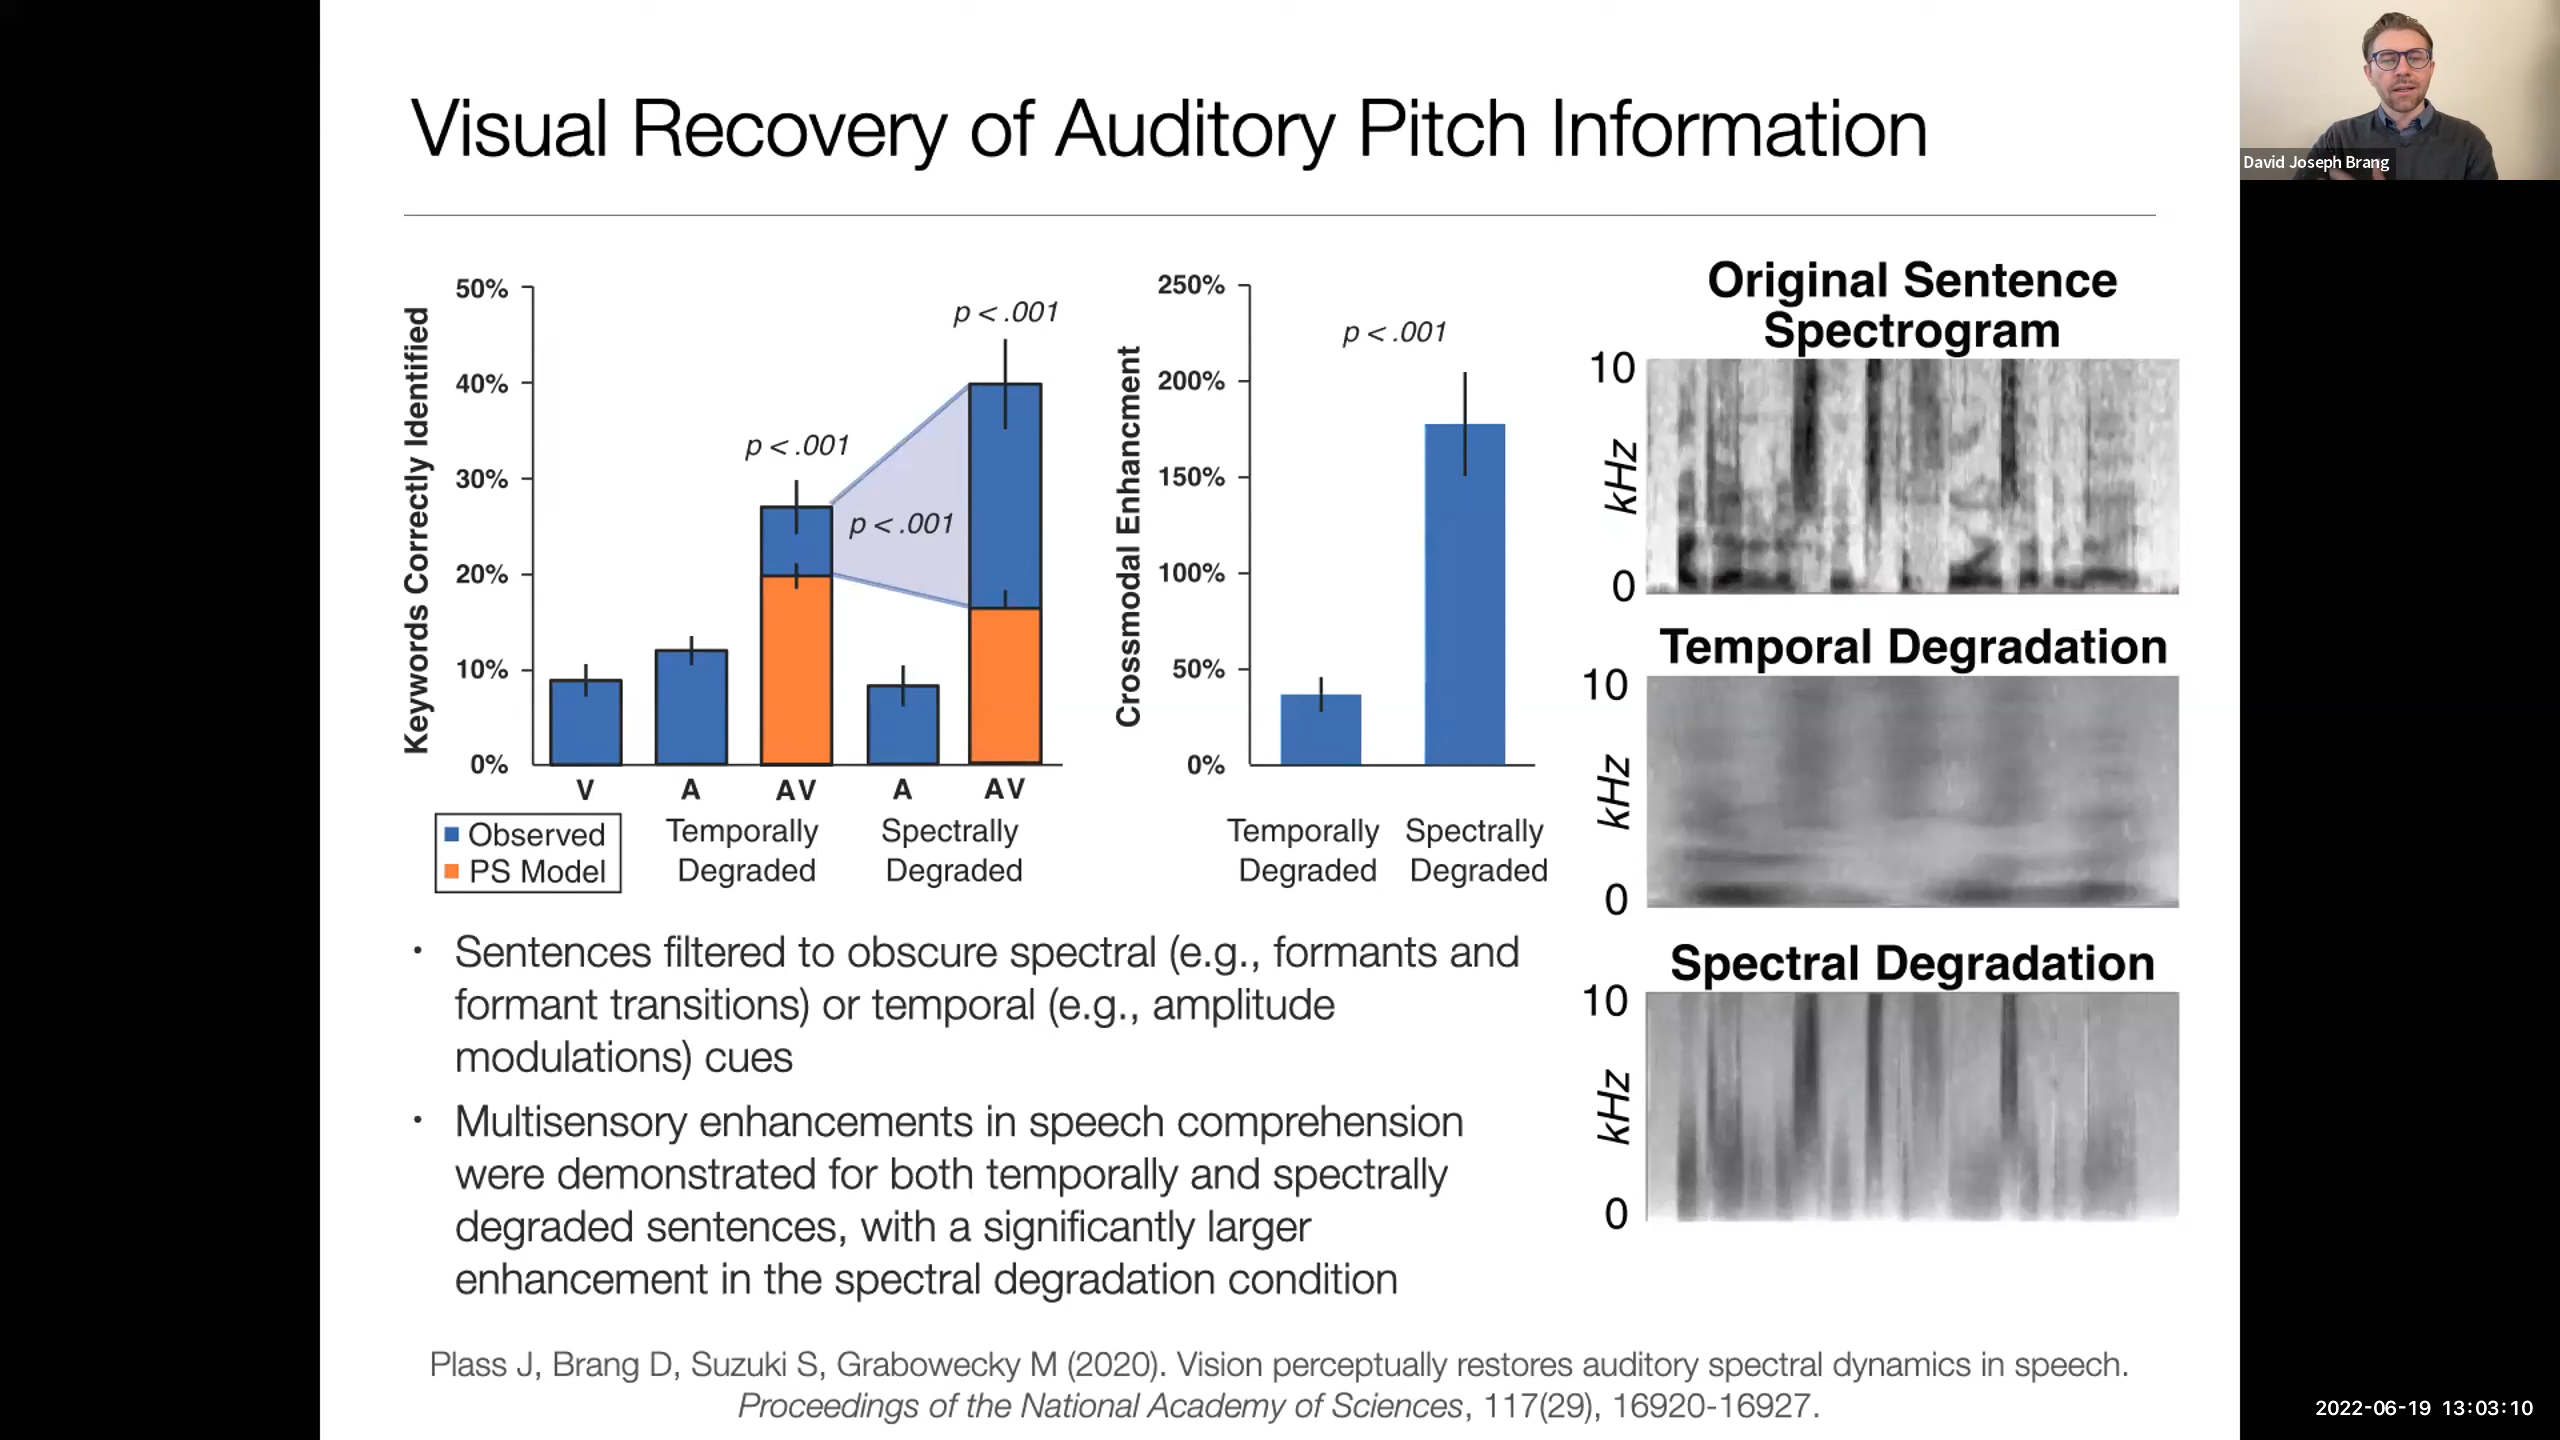 Visual Recovery of Auditory Pitch Information
David Joseph Brang
Keywords Correctly Identified
50%
40%
30%
20%
10%
0%
p < .001
p < .001
p < .001
V A AV A AV
Observed
PS Model
Temporally
Degraded
Spectrally
Degraded
Crossmodal Enhancment
250%
200%
150%
100%
50%
0%
p < .001
Temporally
Degraded
Spectrally
Degraded
Original Sentence
Spectrogram
10
kHz
0
Temporal Degradation
10
kHz
0
Spectral Degradation
10
kHz
0
• Sentences filtered to obscure spectral (e.g., formants and
formant transitions) or temporal (e.g., amplitude
modulations) cues
• Multisensory enhancements in speech comprehension
were demonstrated for both temporally and spectrally
degraded sentences, with a significantly larger
enhancement in the spectral degradation condition
Plass J, Brang D, Suzuki S, Grabowecky M (2020). Vision perceptually restores auditory spectral dynamics in speech.
Proceedings of the National Academy of Sciences, 117(29), 16920-16927.
2022-06-19 13:03:10